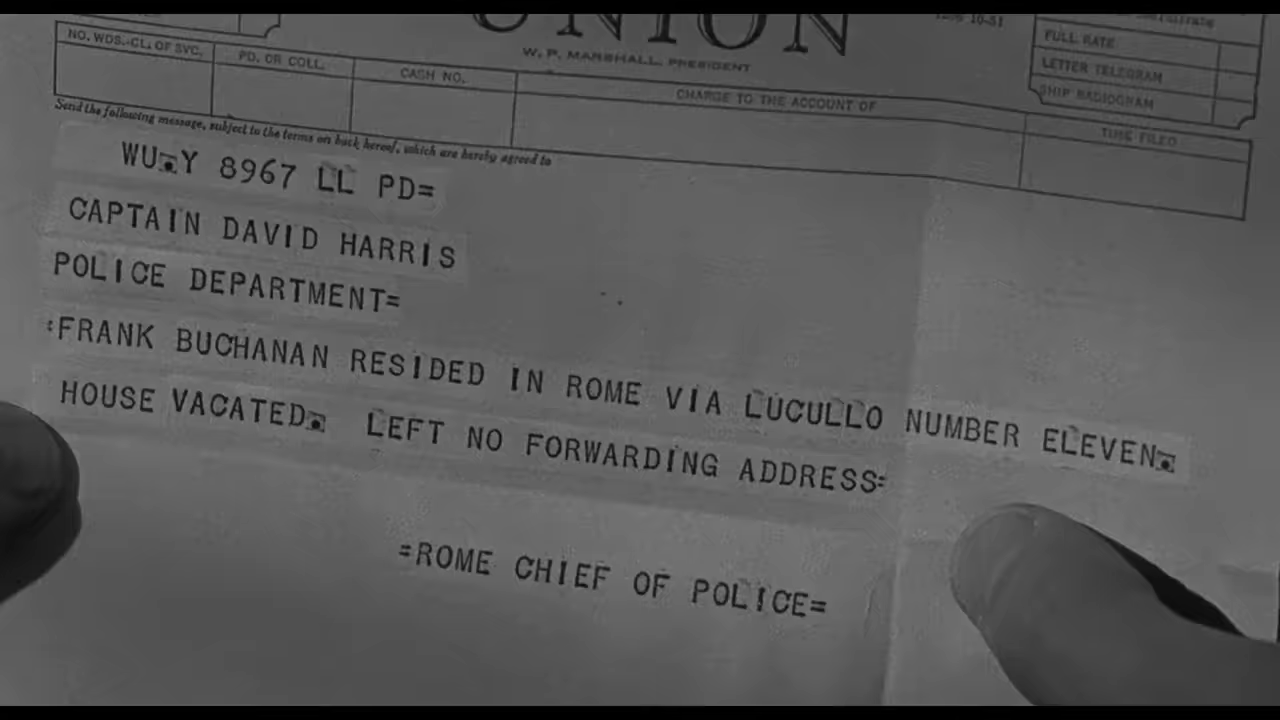 UNION
1206 10-51
W. P. MARSHALL, PRESIDENT
NO. WDS.-CL. OF SVC.
PD. OR COLL.
CASH NO.
CHARGE TO THE ACCOUNT OF
TIME FILED
FULL RATE
LETTER TELEGRAM
SHIP RADIOGRAM
Send the following message, subject to the terms on back hereof, which are hereby agreed to
WU.Y 8967 LL PD=
CAPTAIN DAVID HARRIS
POLICE DEPARTMENT=
:FRANK BUCHANAN RESIDED IN ROME VIA LUCULLO NUMBER ELEVEN.
HOUSE VACATED. LEFT NO FORWARDING ADDRESS=
=ROME CHIEF OF POLICE=